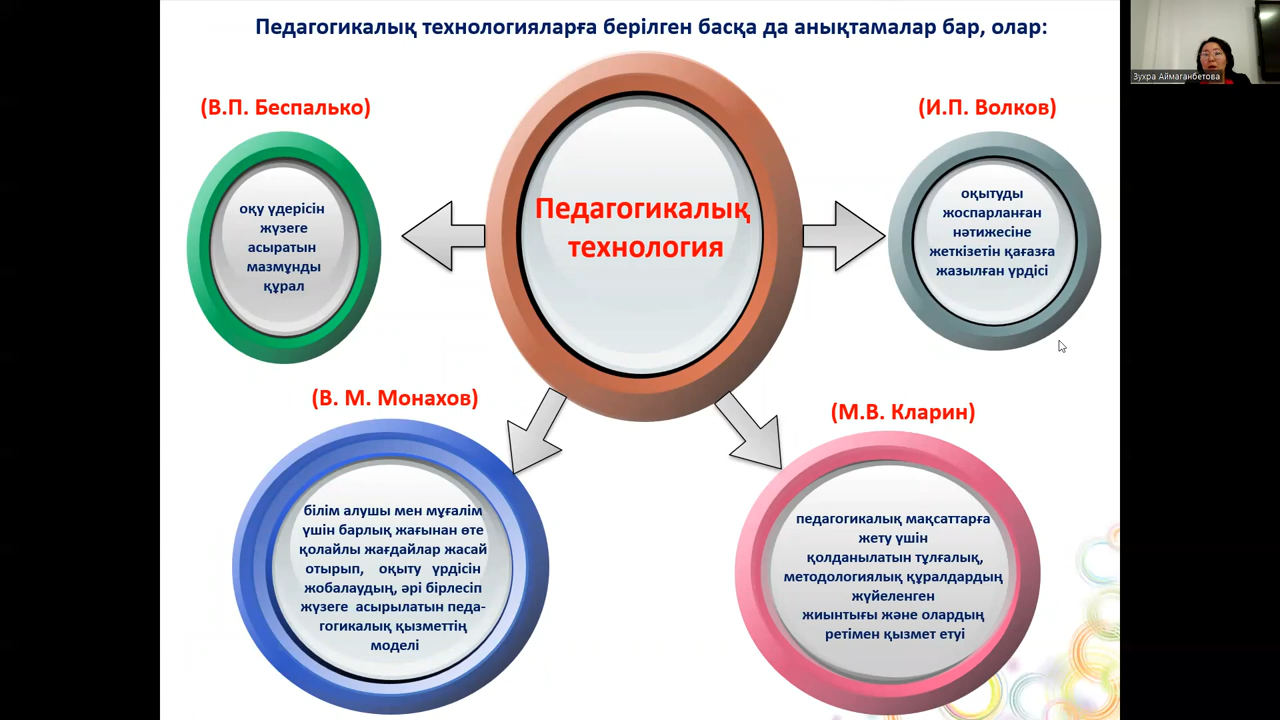 Педагогикалық технологияларға берілген басқа да анықтамалар бар, олар:
Зухра Аймаганбетова
(В.П. Беспалько)
оқу үдерісін
жүзеге
асыратын
мазмұнды
құрал
Педагогикалық
технология
(И.П. Волков)
оқытуды
жоспарланған
нәтижесіне
жеткізетін қағазға
жазылған үрдісі
(В. М. Монахов)
білім алушы мен мұғалім
үшін барлық жағынан өте
қолайлы жағдайлар жасай
отырып, оқыту үрдісін
жобалаудың, әрі бірлесіп
жүзеге асырылатын педа-
гогикалық қызметтің
моделі
(М.В. Кларин)
педагогикалық мақсаттарға
жету үшін
қолданылатын тұлғалық,
методологиялық құралдардың
жүйеленген
жиынтығы және олардың
ретімен қызмет етуі